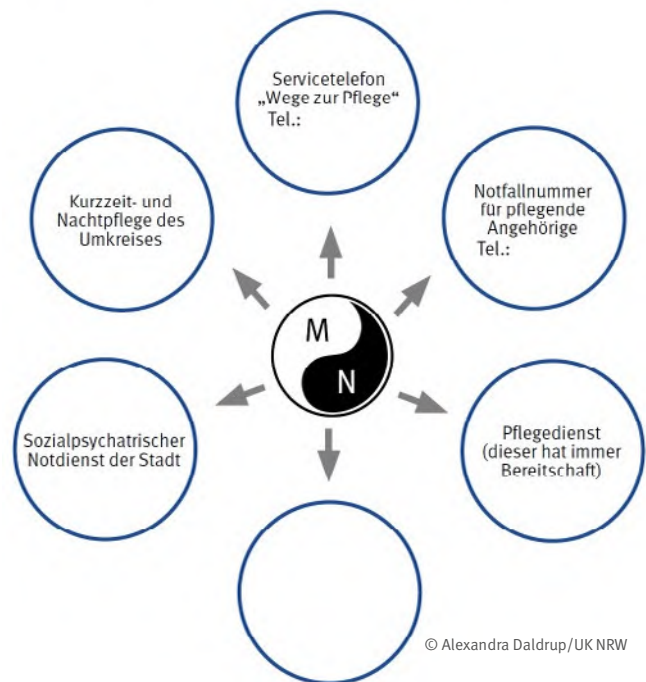 Servicetelefon
„Wege zur Pflege“
Tel.:
Kurzzeit- und
Nachtpflege des
Umkreises
Notfallnummer
für pflegende
Angehörige
Tel.:
M
N
Sozialpsychatrischer
Notdienst der Stadt
Pflegedienst
(dieser hat immer
Bereitschaft)
© Alexandra Daldrup/UK NRW